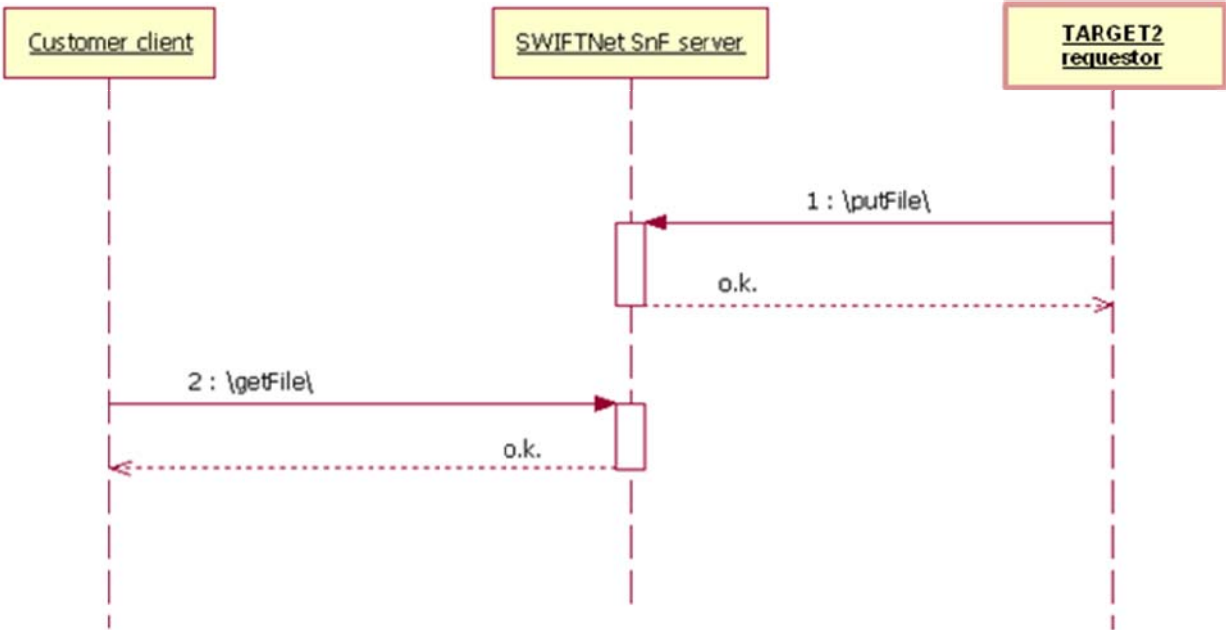 Customer client
SWIFTNet SnF server
TARGET2
requestor
1 : \putFile\
o.k.
2 : \getFile\
o.k.